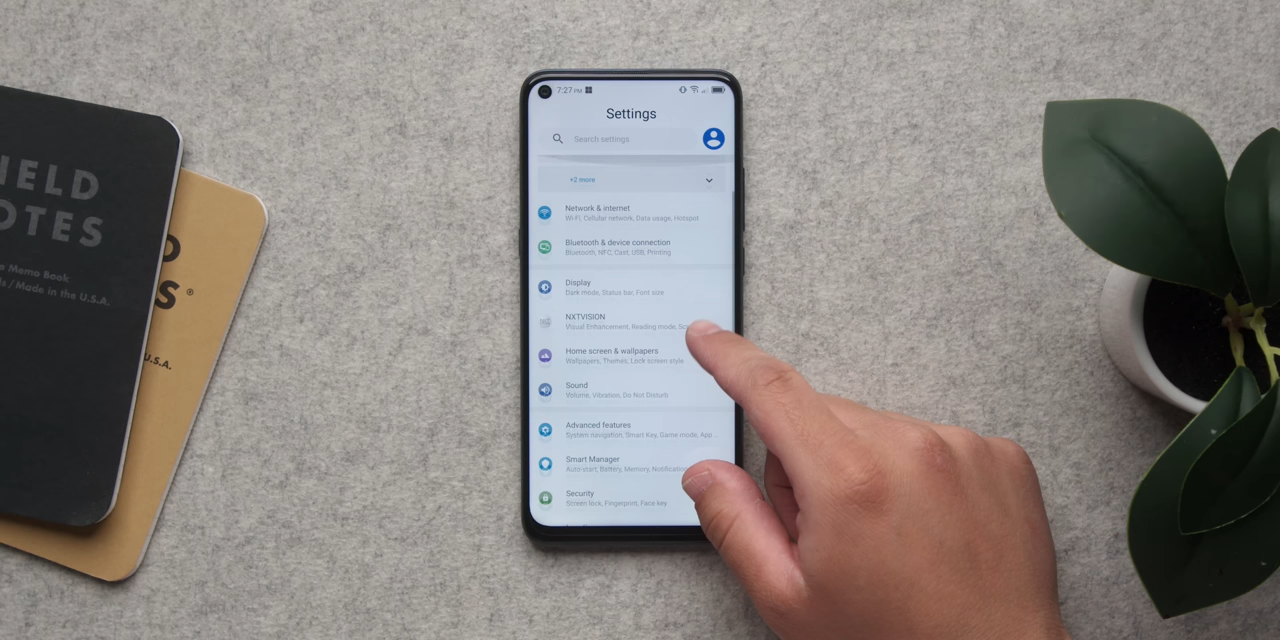 IELD
OTES
Memo Book
/Made in the U.S.A.
S®
U.S.A.
7:27 PM
Settings
Search settings
+2 more
Network & internet
Wi-Fi, Cellular network, Data usage, Hotspot
Bluetooth & device connection
Bluetooth, NFC, Cast, USB, Printing
Display
Dark mode, Status bar, Font size
NXTVISION
Visual Enhancement, Reading mode,
Home screen & wallpapers
Wallpapers, Themes, Lock screen style
Sound
Volume, Vibration, Do Not Disturb
Advanced features
System navigation, Smart Key, Game mode, App...
Smart Manager
Auto-start, Battery, Memory,
Security
Screen lock, Fingerprint, Face key